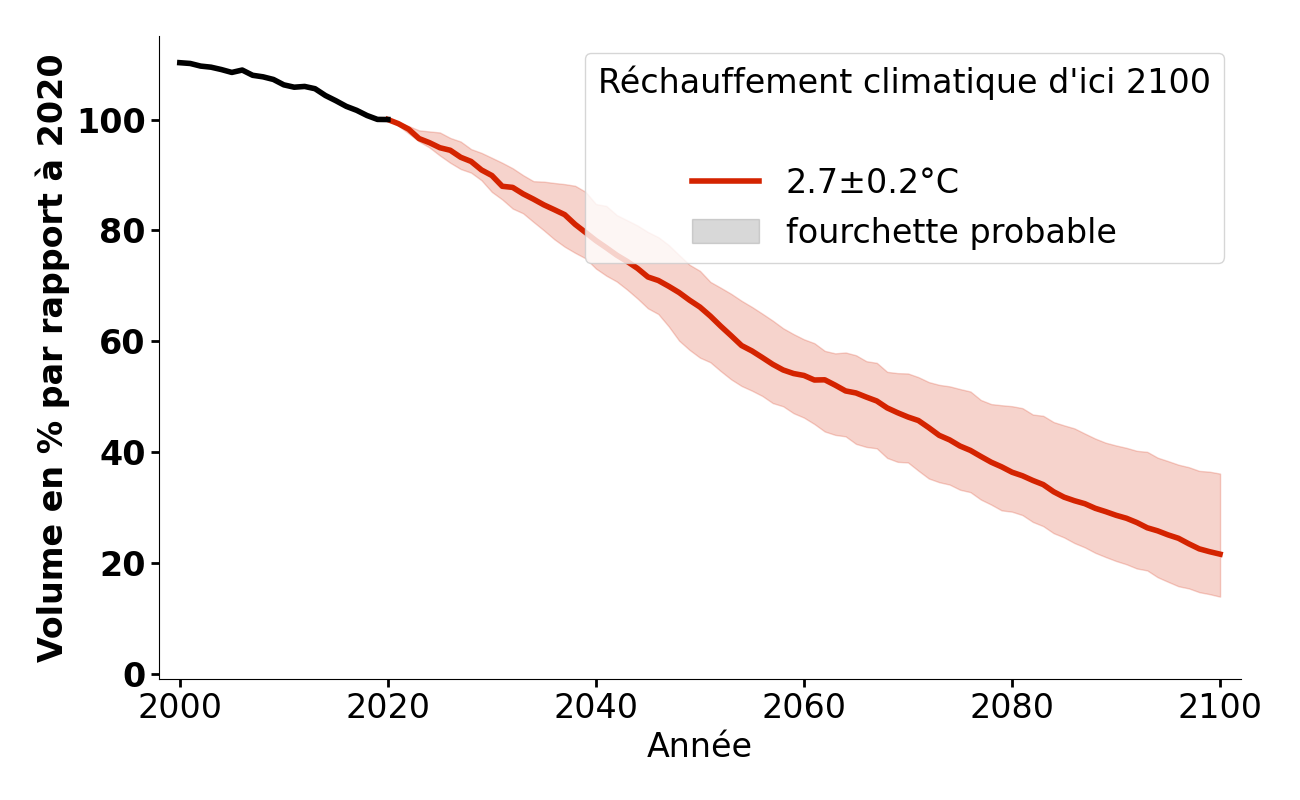 Volume en % par rapport à 2020
100
80
60
40
20
0
Réchauffement climatique d'ici 2100
2.7±0.2°C
fourchette probable
2000 2020 2040 2060 2080 2100
Année